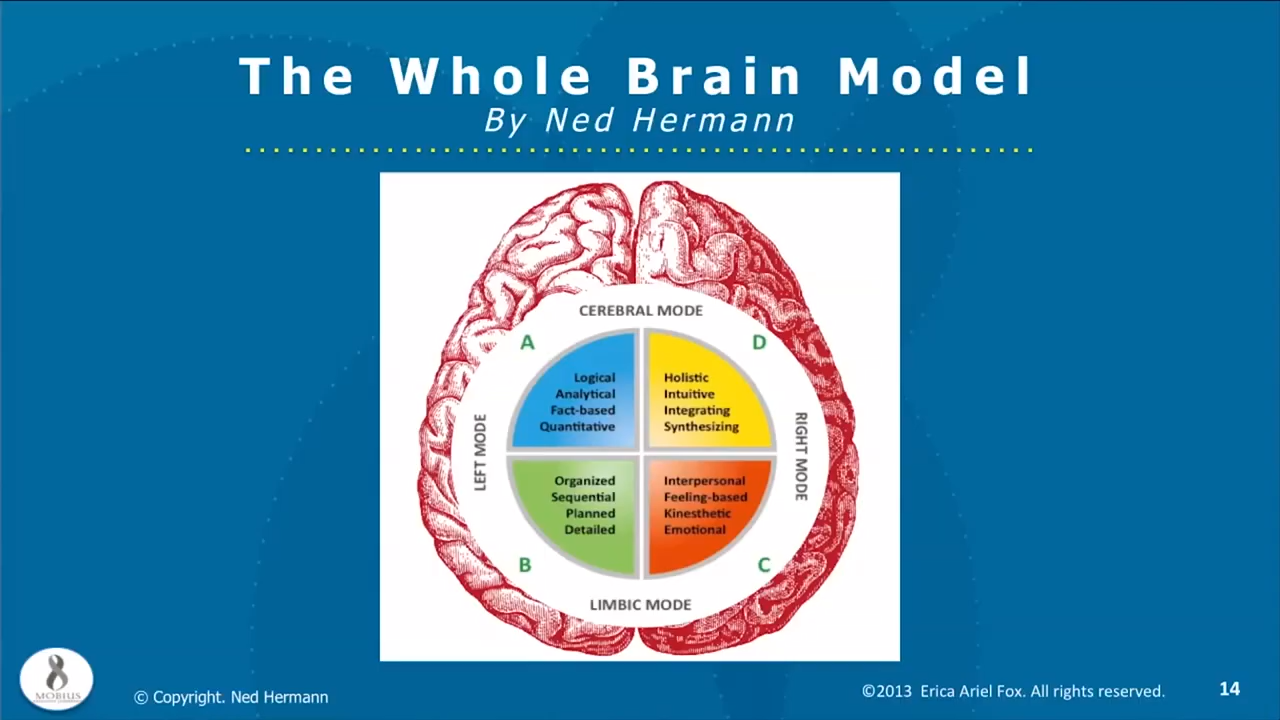 The Whole Brain Model
By Ned Hermann
CEREBRAL MODE
A
D
Logical
Analytical
Fact-based
Quantitative
Holistic
Intuitive
Integrating
Synthesizing
LEFT MODE
RIGHT MODE
Organized
Sequential
Planned
Detailed
Interpersonal
Feeling-based
Kinesthetic
Emotional
B
C
LIMBIC MODE
MOBIUS
© Copyright. Ned Hermann
©2013 Erica Ariel Fox. All rights reserved.
14